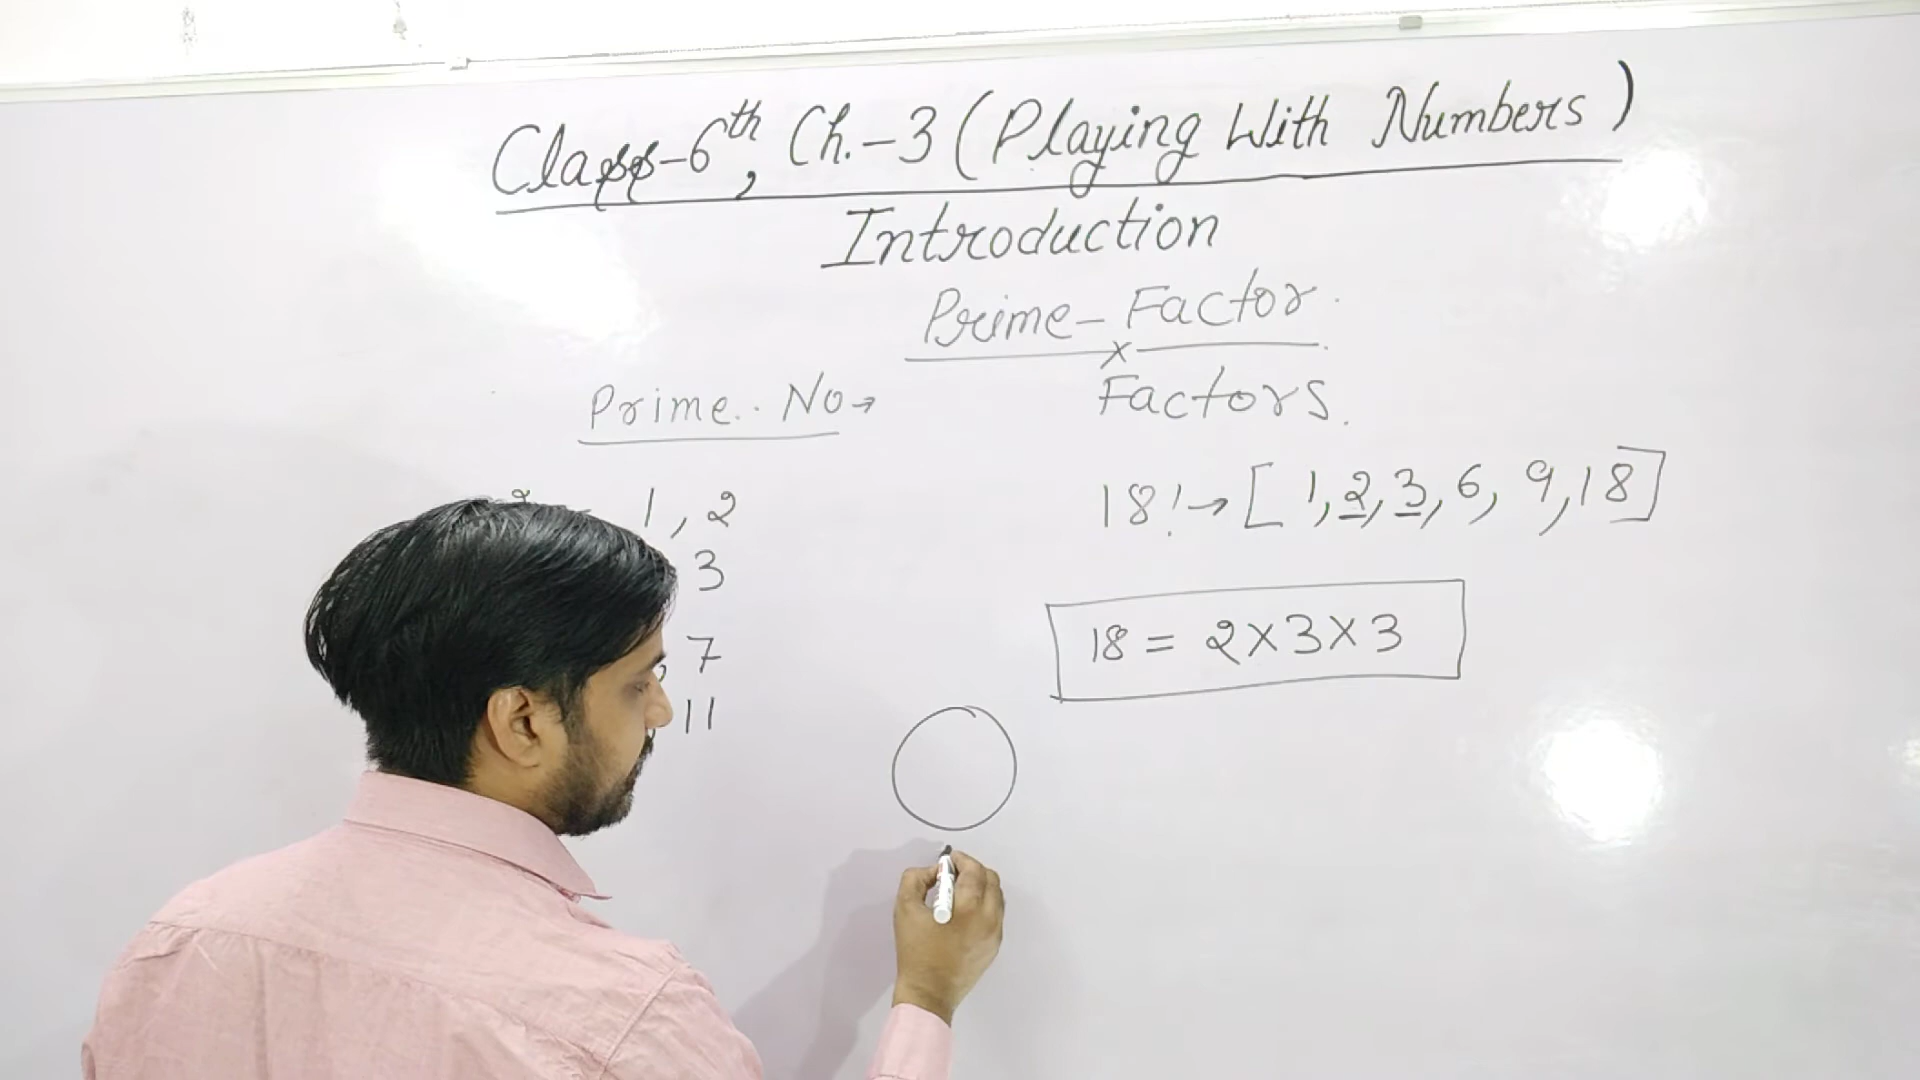 Class-6th, Ch.-3 (Playing With Numbers)
Introduction
Prime-Factor
Prime. No→
Factors.
1, 2
18!→[1, 2, 3, 6, 9, 18]
3
18 = 2×3×3
, 7
11